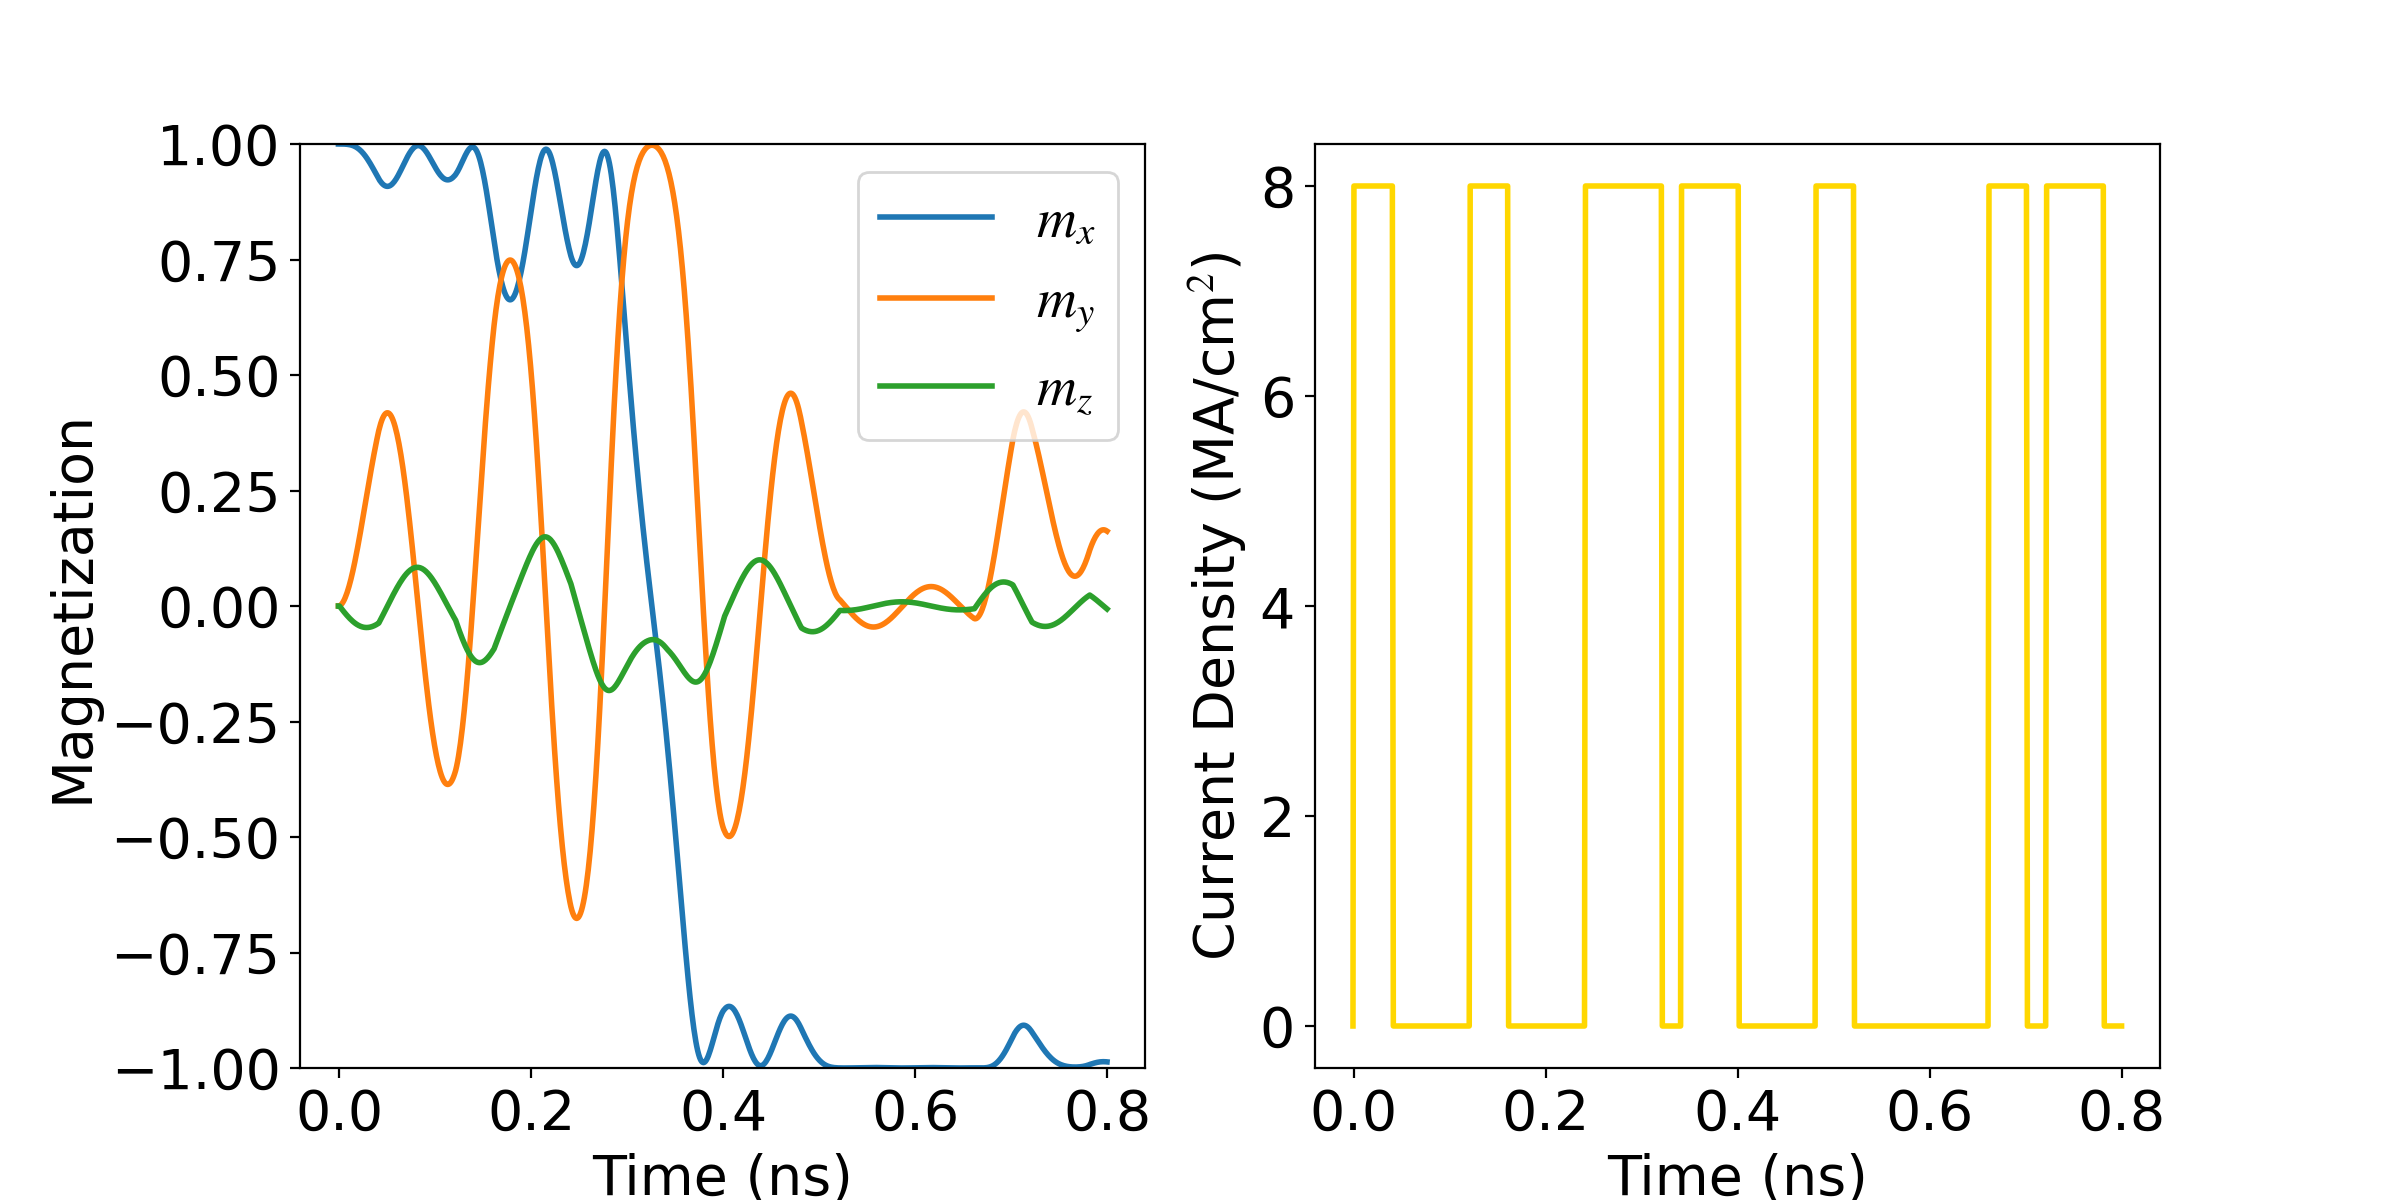 1.00
0.75
0.50
0.25
0.00
−0.25
−0.50
−0.75
−1.00
Magnetization
0.0 0.2 0.4 0.6 0.8
Time (ns)
m_x
m_y
m_z
8
6
4
2
0
Current Density (MA/cm²)
0.0 0.2 0.4 0.6 0.8
Time (ns)